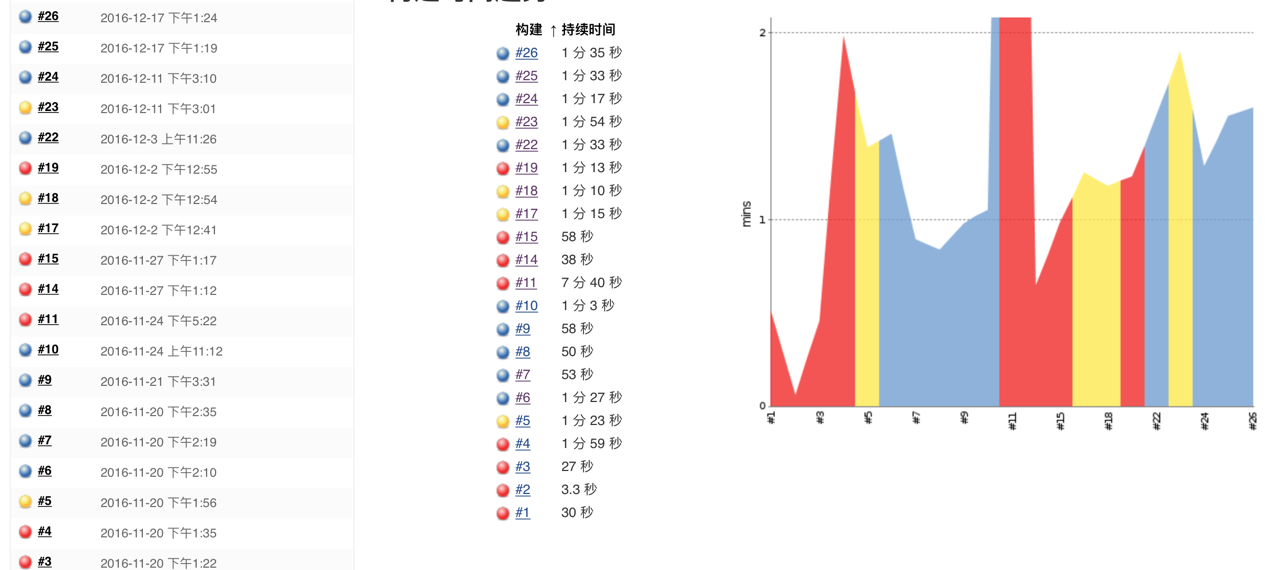 #26 2016-12-17 下午1:24
#25 2016-12-17 下午1:19
#24 2016-12-11 下午3:10
#23 2016-12-11 下午3:01
#22 2016-12-3 上午11:26
#19 2016-12-2 下午12:55
#18 2016-12-2 下午12:54
#17 2016-12-2 下午12:41
#15 2016-11-27 下午1:17
#14 2016-11-27 下午1:12
#11 2016-11-24 下午5:22
#10 2016-11-24 上午11:12
#9 2016-11-21 下午3:31
#8 2016-11-20 下午2:35
#7 2016-11-20 下午2:19
#6 2016-11-20 下午2:10
#5 2016-11-20 下午1:56
#4 2016-11-20 下午1:35
#3 2016-11-20 下午1:22
构建 ↑ 持续时间
#26 1 分 35 秒
#25 1 分 33 秒
#24 1 分 17 秒
#23 1 分 54 秒
#22 1 分 33 秒
#19 1 分 13 秒
#18 1 分 10 秒
#17 1 分 15 秒
#15 58 秒
#14 38 秒
#11 7 分 40 秒
#10 1 分 3 秒
#9 58 秒
#8 50 秒
#7 53 秒
#6 1 分 27 秒
#5 1 分 23 秒
#4 1 分 59 秒
#3 27 秒
#2 3.3 秒
#1 30 秒
2
mins
1
0
#1 #3 #5 #7 #9 #11 #15 #18 #22 #24 #26